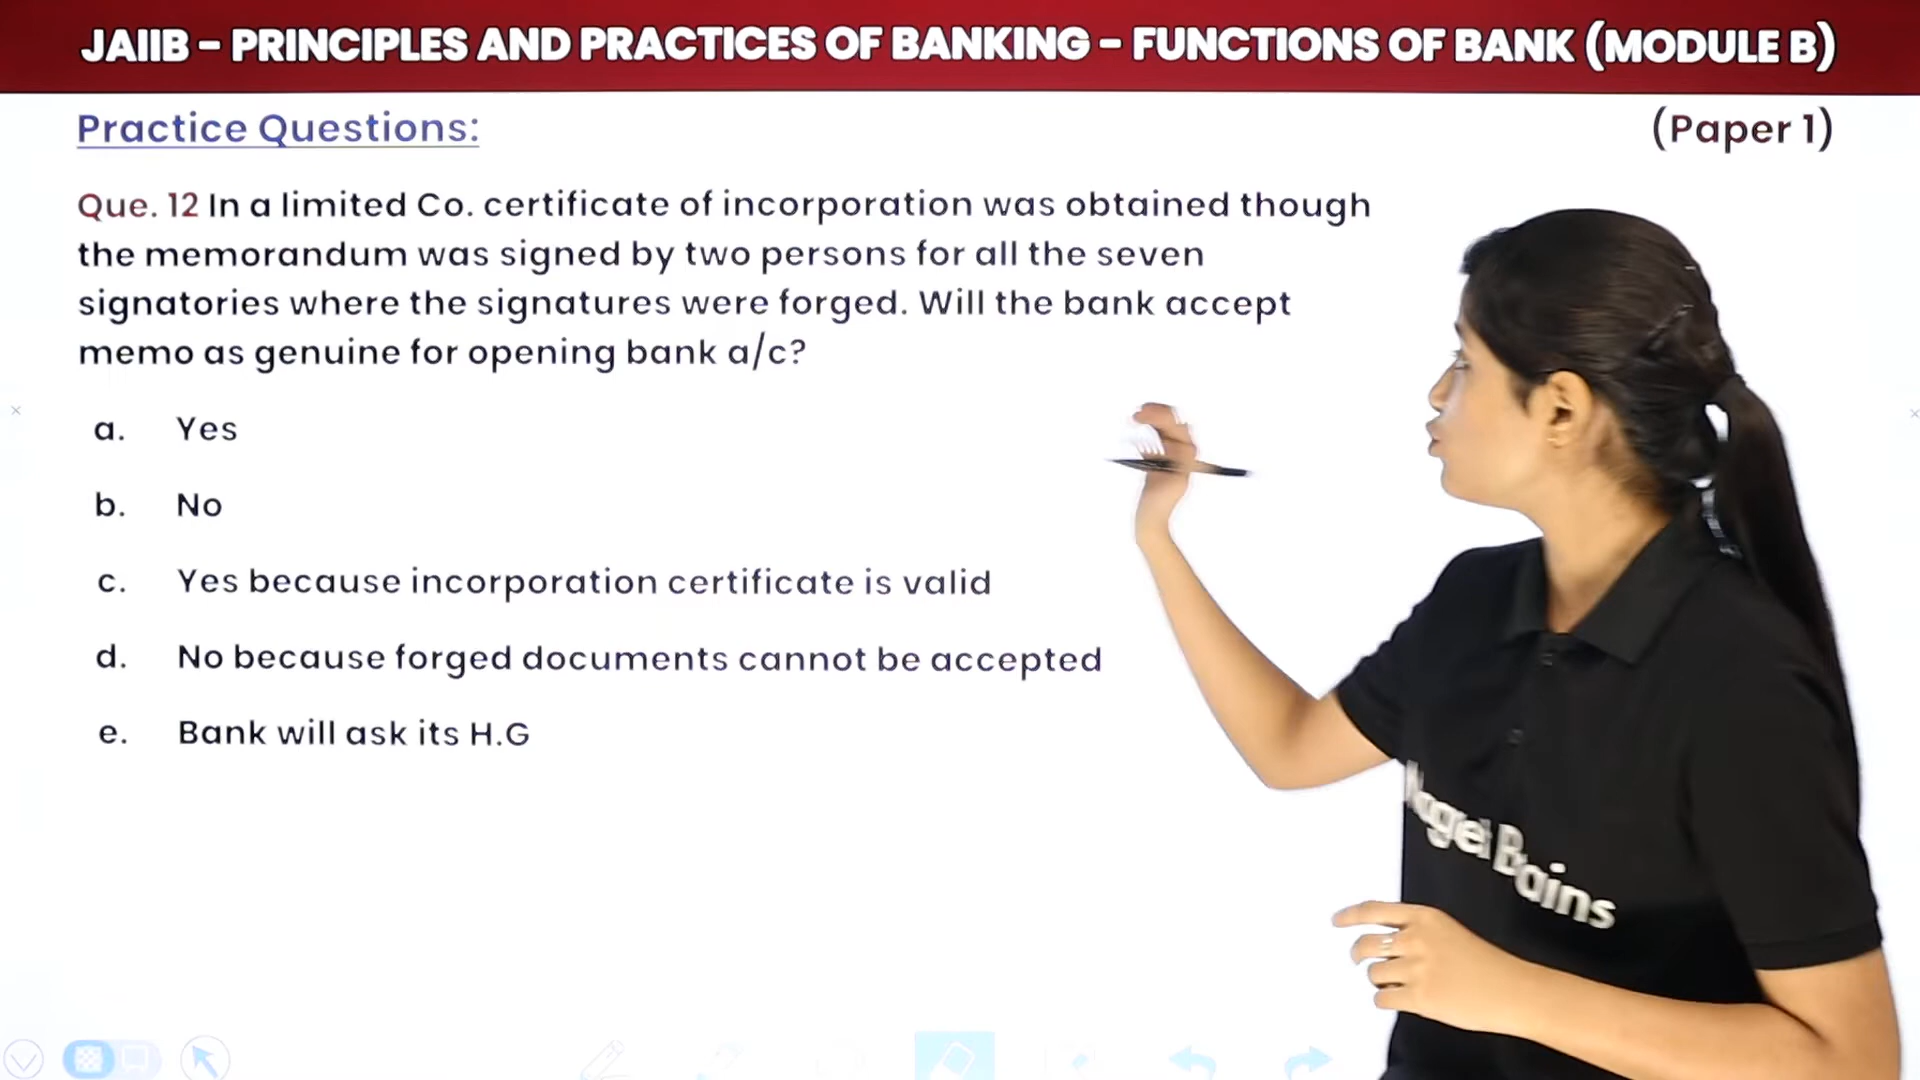 JAIIB – PRINCIPLES AND PRACTICES OF BANKING – FUNCTIONS OF BANK (MODULE B)
Practice Questions:
(Paper 1)
Que. 12 In a limited Co. certificate of incorporation was obtained though
the memorandum was signed by two persons for all the seven
signatories where the signatures were forged. Will the bank accept
memo as genuine for opening bank a/c?
a. Yes
b. No
c. Yes because incorporation certificate is valid
d. No because forged documents cannot be accepted
e. Bank will ask its H.G
Brains